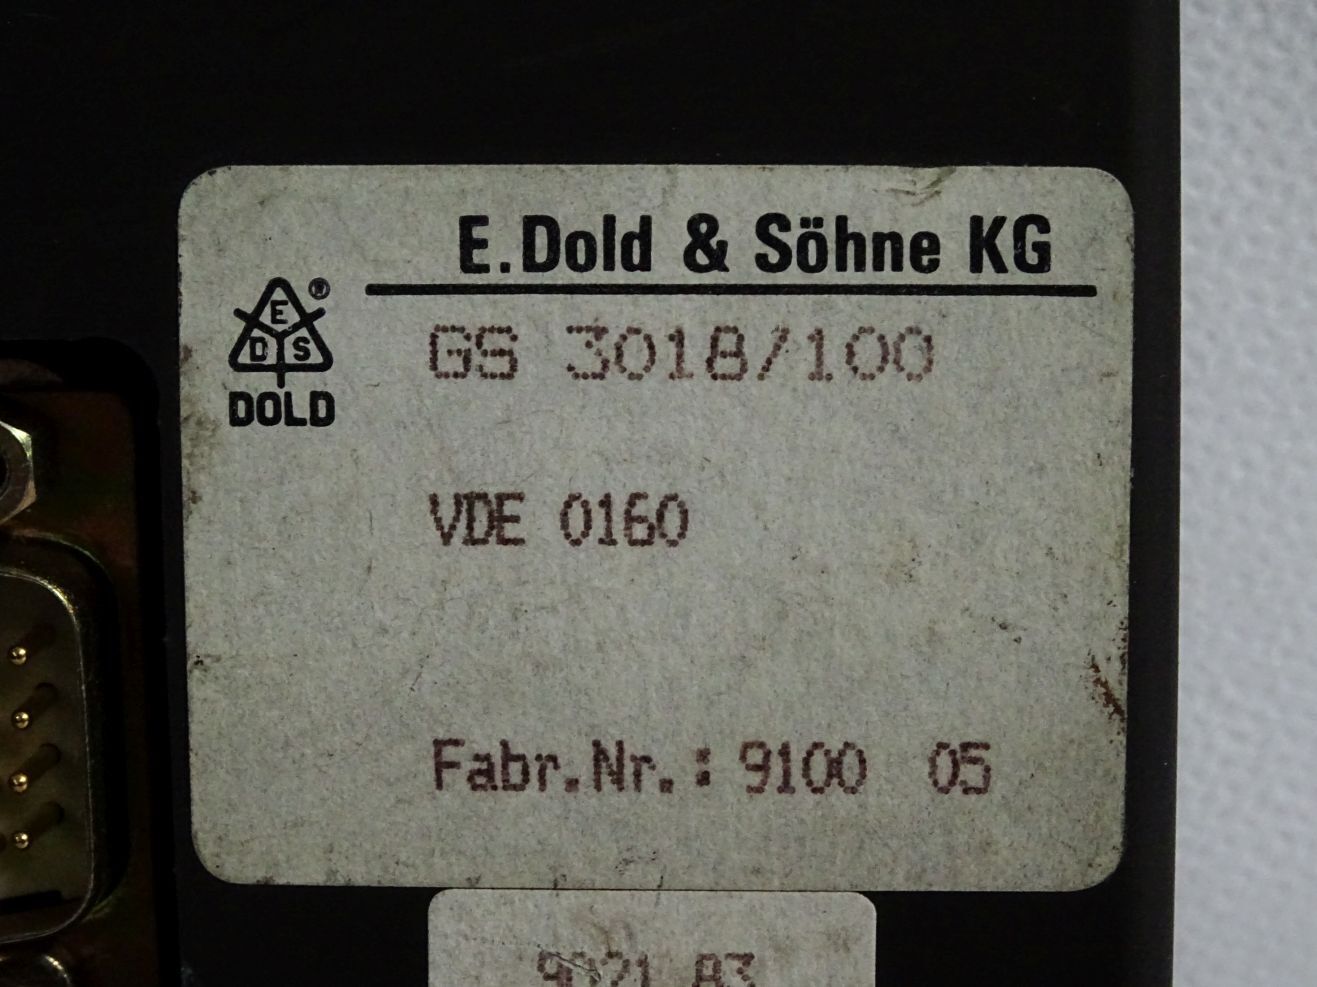 E.Dold & Söhne KG
E
D S
®
DOLD
GS 3018/100
VDE 0160
Fabr.Nr.: 9100 05